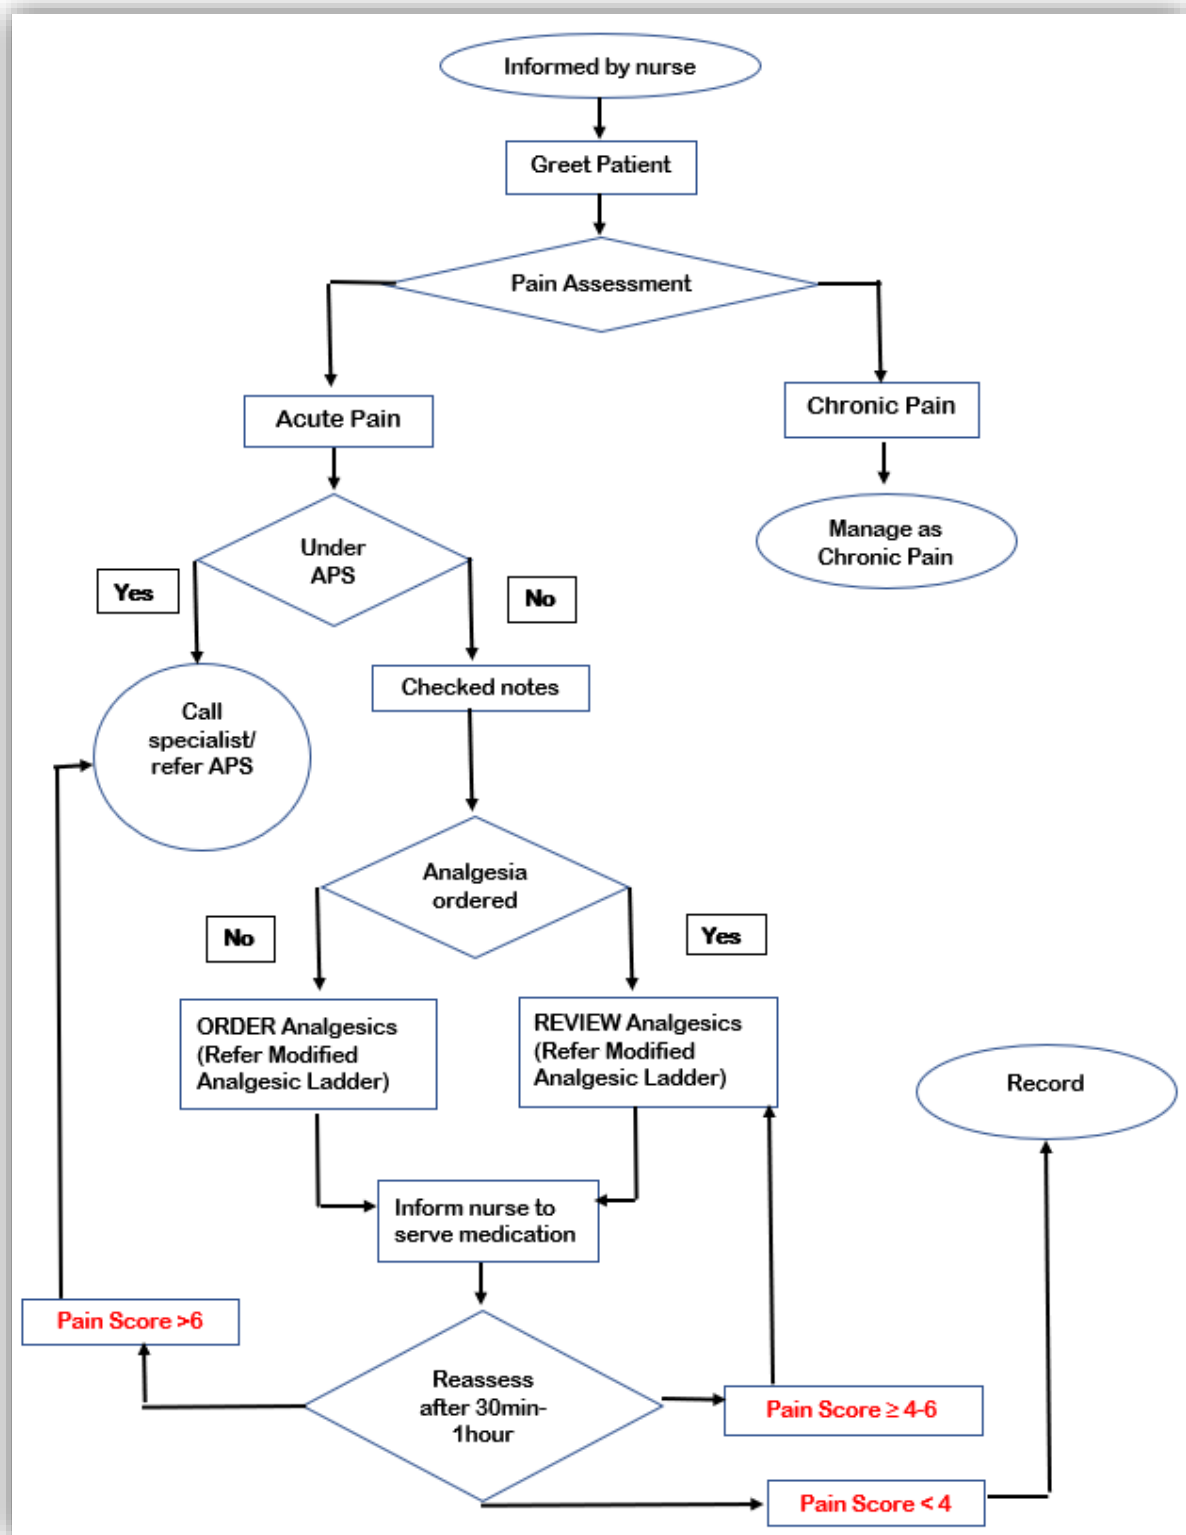 Informed by nurse
Greet Patient
Pain Assessment
Acute Pain
Chronic Pain
Under
APS
Manage as
Chronic Pain
Yes
No
Checked notes
Call
specialist/
refer APS
Analgesia
ordered
No
Yes
ORDER Analgesics
(Refer Modified
Analgesic Ladder)
REVIEW Analgesics
(Refer Modified
Analgesic Ladder)
Record
Inform nurse to
serve medication
Pain Score >6
Reassess
after 30min-
1hour
Pain Score ≥ 4-6
Pain Score < 4